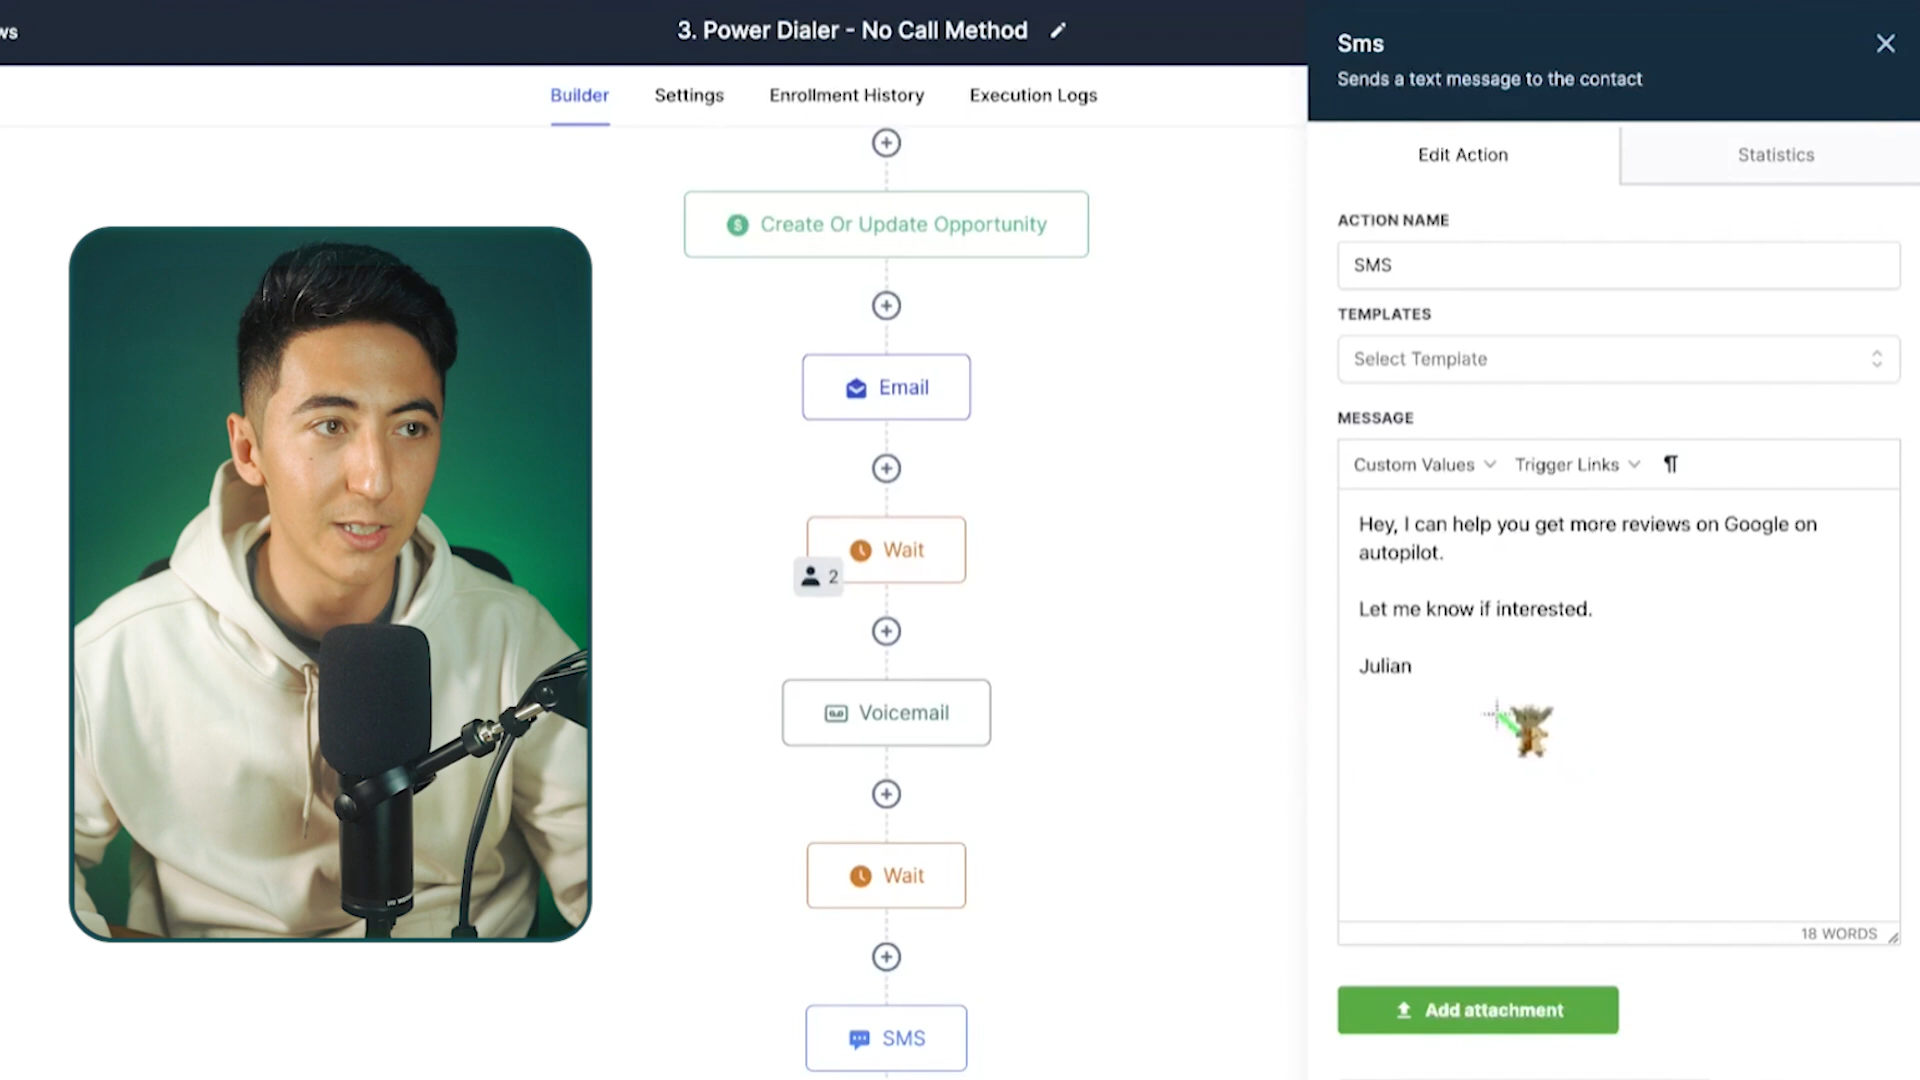 ws
3. Power Dialer - No Call Method
Builder
Settings
Enrollment History
Execution Logs
Create Or Update Opportunity
Email
Wait
2
Voicemail
Wait
SMS
Sms
Sends a text message to the contact
Edit Action
Statistics
ACTION NAME
SMS
TEMPLATES
Select Template
MESSAGE
Custom Values
Trigger Links
Hey, I can help you get more reviews on Google on
autopilot.
Let me know if interested.
Julian
18 WORDS
Add attachment